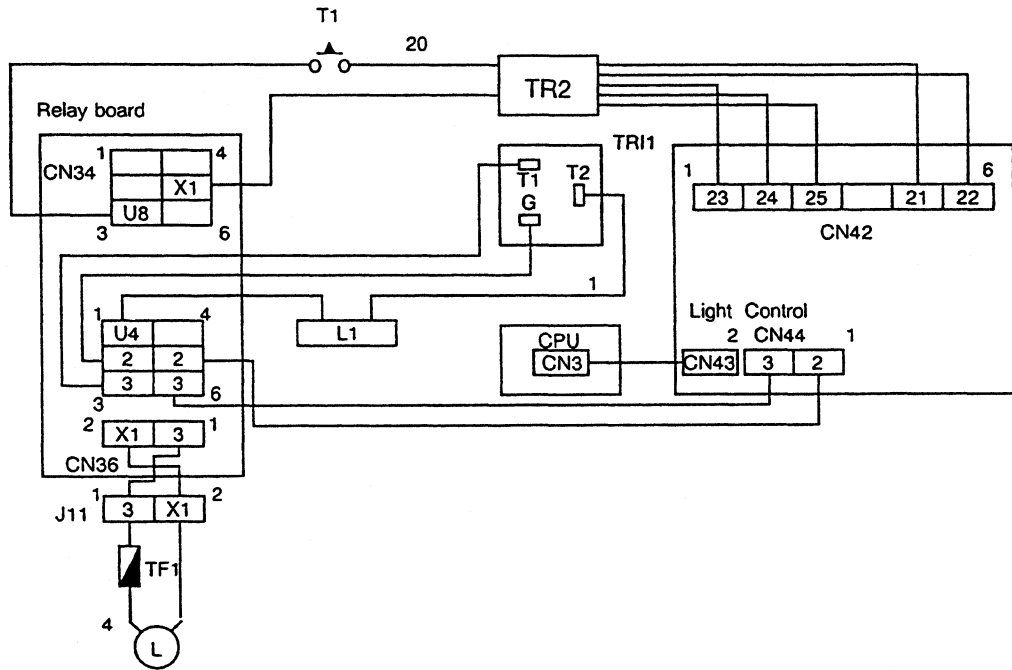 T1
20
TR2
Relay board
TRI1
1 4
CN34
X1
U8
3 6
T1 T2
G
1 6
23 24 25 21 22
CN42
1
1 4
U4
2 2
3 3
3 6
L1
CPU
CN3
Light Control
2 CN44 1
CN43 3 2
2 X1 3 1
CN36
1 2
J11 3 X1
TF1
4
L